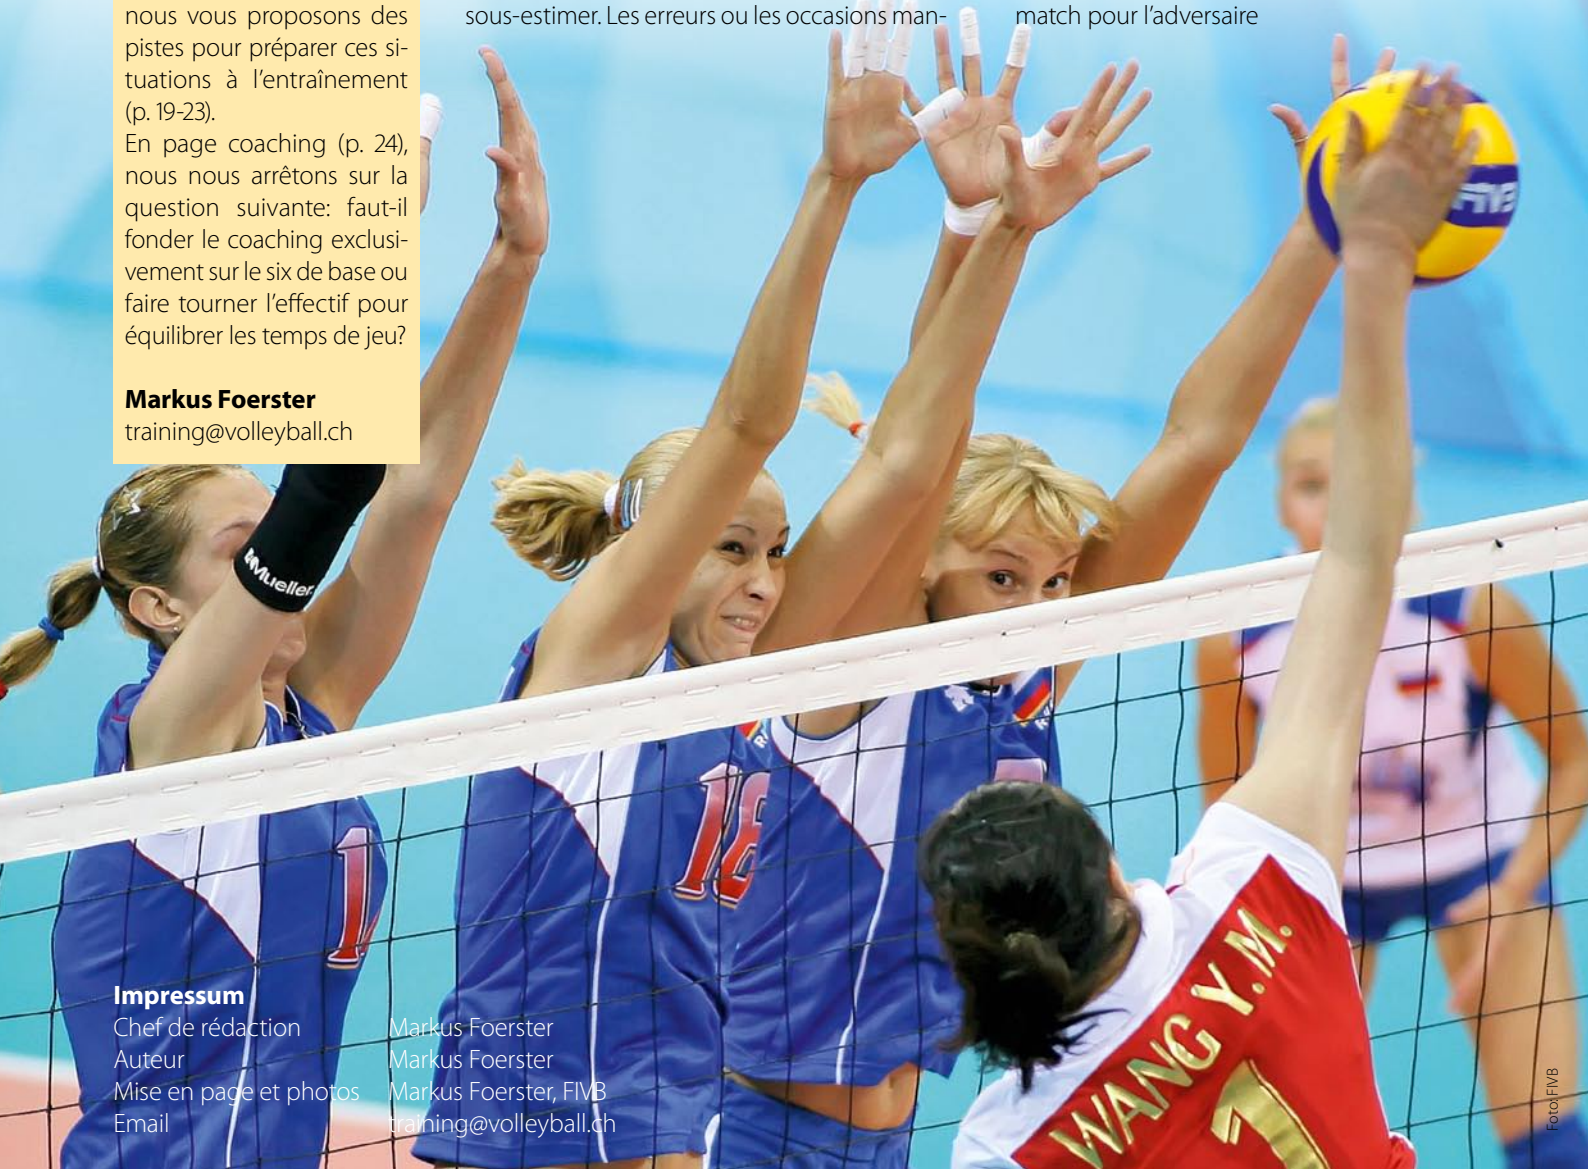 nous vous proposons des
pistes pour préparer ces si-
tuations à l'entraînement
(p. 19-23).
En page coaching (p. 24),
nous nous arrêtons sur la
question suivante: faut-il
fonder le coaching exclusi-
vement sur le six de base ou
faire tourner l'effectif pour
équilibrer les temps de jeu?
Markus Foerster
training@volleyball.ch
sous-estimer. Les erreurs ou les occasions man-
match pour l'adversaire
FIVB
Mueller
18
WANG Y.M.
Impressum
Chef de rédaction Markus Foerster
Auteur Markus Foerster
Mise en page et photos Markus Foerster, FIVB
Email training@volleyball.ch
Foto: FIVB